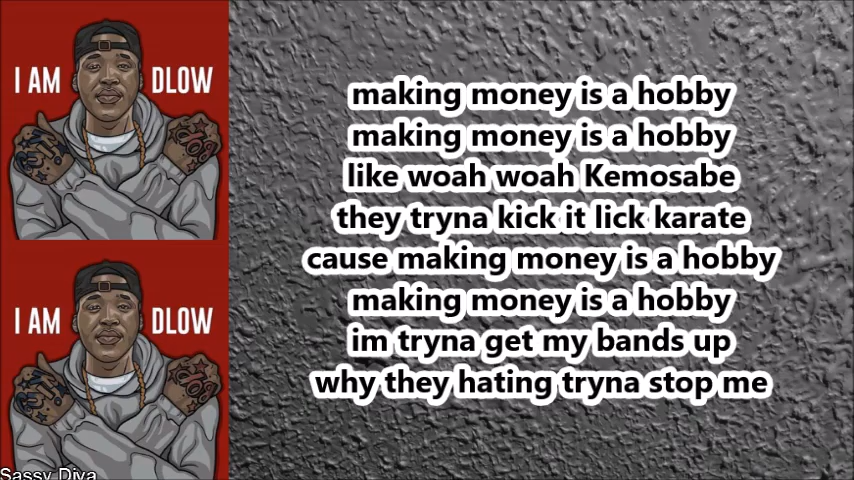 I AM DLOW
making money is a hobby
making money is a hobby
like woah woah Kemosabe
they tryna kick it lick karate
cause making money is a hobby
making money is a hobby
im tryna get my bands up
why they hating tryna stop me
I AM DLOW
Sassy Diva